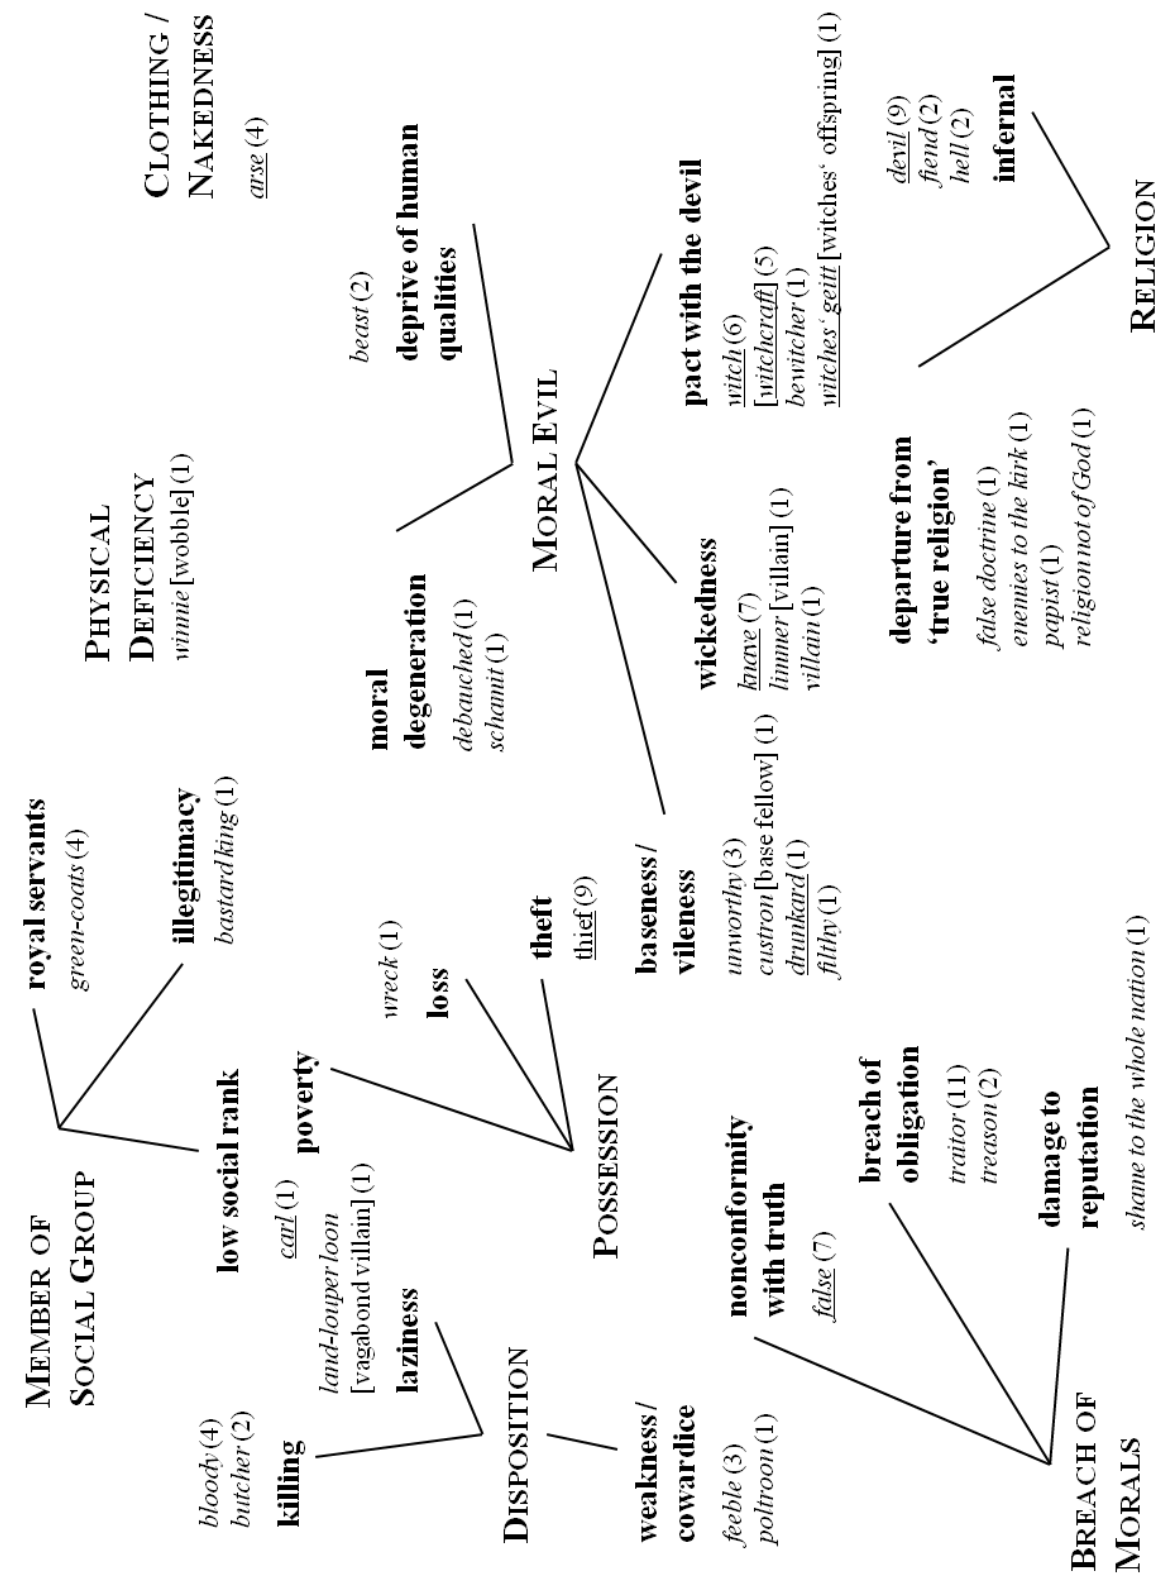 MEMBER OF
SOCIAL GROUP
royal servants
green-coats (4)
illegitimacy
bastard king (1)
low social rank
carl (1)
land-louper loon
[vagabond villain] (1)
PHYSICAL
DEFICIENCY
winnie [wobble] (1)
CLOTHING /
NAKEDNESS
arse (4)
bloody (4)
butcher (2)
killing
laziness
DISPOSITION
weakness/
cowardice
feeble (3)
poltroon (1)
poverty
wreck (1)
loss
theft
thief (9)
POSSESSION
moral
degeneration
debauched (1)
schamit (1)
beast (2)
deprive of human
qualities
MORAL EVIL
baseness/
vileness
unworthy (3)
custron [base fellow] (1)
drunkard (1)
filthy (1)
wickedness
knave (7)
limmer [villain] (1)
villain (1)
pact with the devil
witch (6)
[witchcraft] (5)
bewitcher (1)
witches‘ geitt [witches‘ offspring] (1)
nonconformity
with truth
false (7)
breach of
obligation
traitor (11)
treason (2)
damage to
reputation
shame to the whole nation (1)
BREACH OF
MORALS
departure from
‘true religion’
false doctrine (1)
enemies to the kirk (1)
papist (1)
religion not of God (1)
devil (9)
fiend (2)
hell (2)
infernal
RELIGION